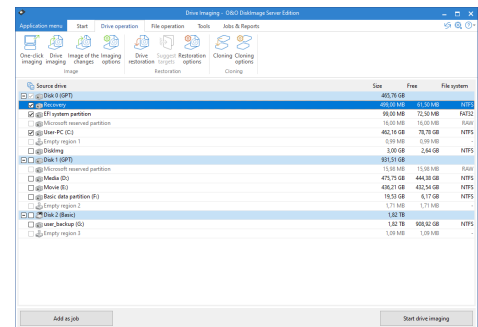 Drive Imaging - O&O DiskImage Server Edition
Application menu Start Drive operation File operation Tools Jobs & Reports
One-click imaging Drive imaging Image of the changes Imaging options Drive restoration Suggest targets Restoration options Cloning Cloning options
Image Restoration Cloning
Source drive Size Free File system
Disk 0 (GPT) 465,76 GB
Recovery 499,00 MB 61,50 MB NTFS
EFI system partition 98,00 MB 72,50 MB FAT32
Microsoft reserved partition 16,00 MB 16,00 MB RAW
User-PC (C:) 462,16 GB 78,78 GB NTFS
Empty region 1 0,99 MB 0,99 MB -
DiskImg 3,00 GB 2,64 GB NTFS
Disk 1 (GPT) 931,51 GB
Microsoft reserved partition 15,98 MB 15,98 MB RAW
Media (D:) 475,75 GB 444,38 GB NTFS
Movie (E:) 436,21 GB 432,54 GB NTFS
Basic data partition (F:) 19,53 GB 6,17 GB NTFS
Empty region 2 1,71 MB 1,71 MB -
Disk 2 (Basic) 1,82 TB
user_backup (G:) 1,82 TB 908,92 GB NTFS
Empty region 3 1,09 MB 1,09 MB -
Add as job Start drive imaging